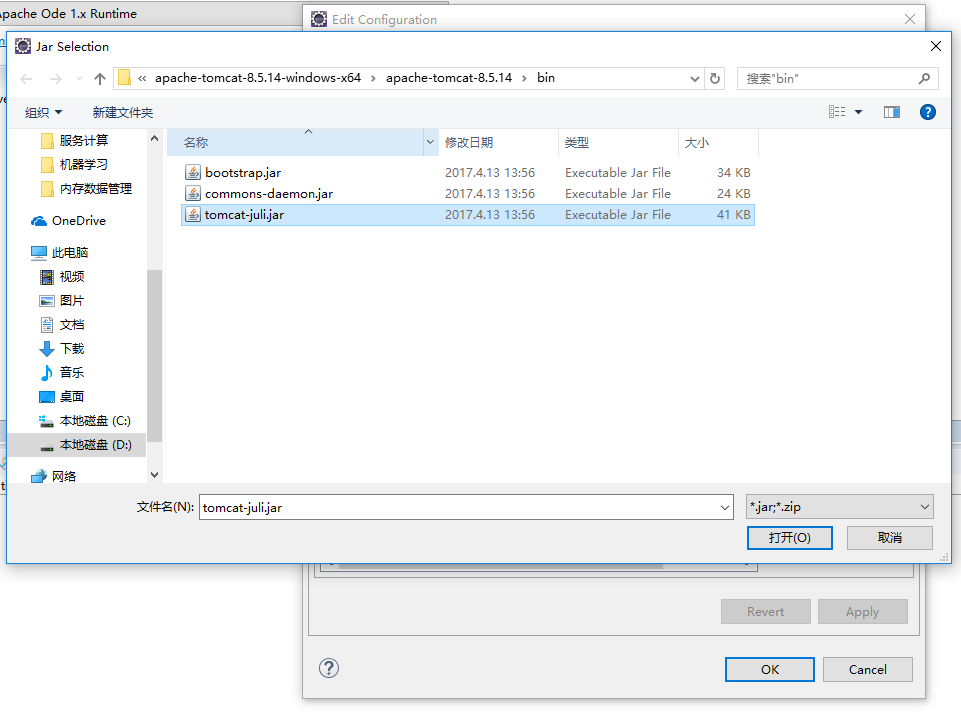 Apache Ode 1.x Runtime
Edit Configuration
Jar Selection
« apache-tomcat-8.5.14-windows-x64 › apache-tomcat-8.5.14 › bin
搜索"bin"
组织
新建文件夹
名称 修改日期 类型 大小
bootstrap.jar 2017.4.13 13:56 Executable Jar File 34 KB
commons-daemon.jar 2017.4.13 13:56 Executable Jar File 24 KB
tomcat-juli.jar 2017.4.13 13:56 Executable Jar File 41 KB
服务计算
机器学习
内存数据管理
OneDrive
此电脑
视频
图片
文档
下载
音乐
桌面
本地磁盘 (C:)
本地磁盘 (D:)
网络
文件名(N): tomcat-juli.jar
*.jar;*.zip
打开(O) 取消
Revert Apply
OK Cancel